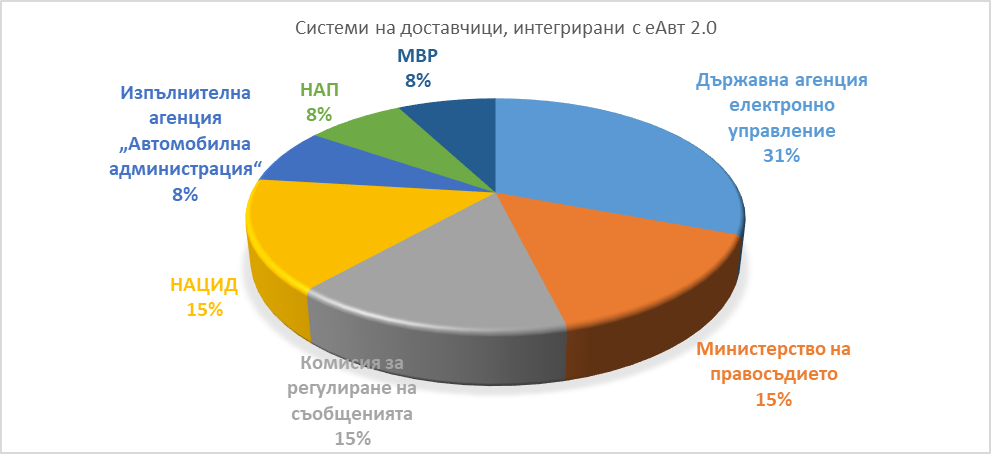 Системи на доставчици, интегрирани с еАвт 2.0
МВР
8%
НАП
8%
Изпълнителна
агенция
„Автомобилна
администрация“
8%
Държавна агенция
електронно
управление
31%
НАЦИД
15%
Комисия за
регулиране на
съобщенията
15%
Министерство на
правосъдието
15%